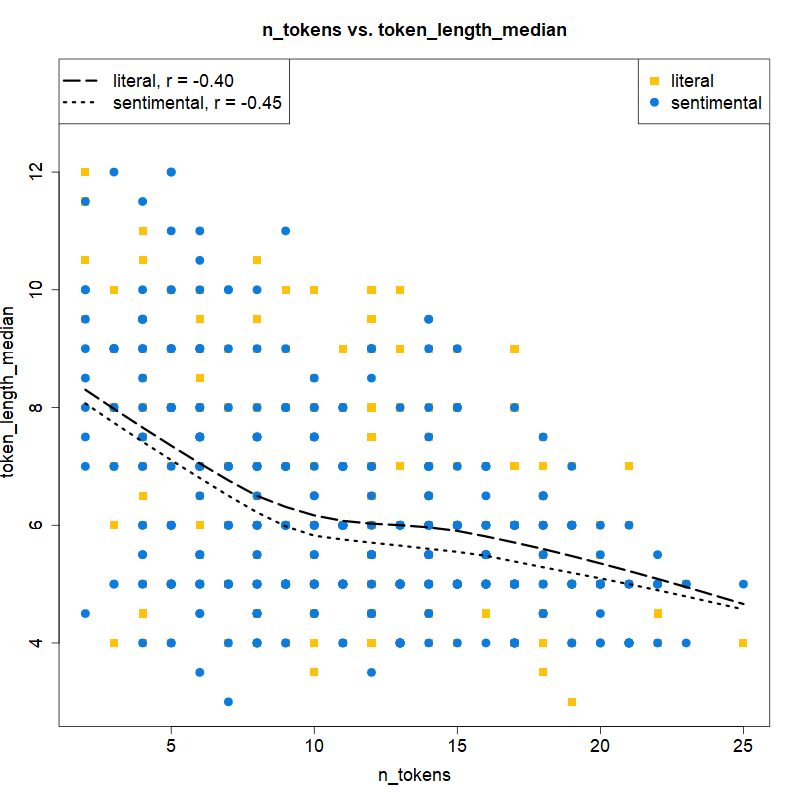 n_tokens vs. token_length_median
literal, r = -0.40
sentimental, r = -0.45
literal
sentimental
token_length_median
12
10
8
6
4
5
10
15
20
25
n_tokens